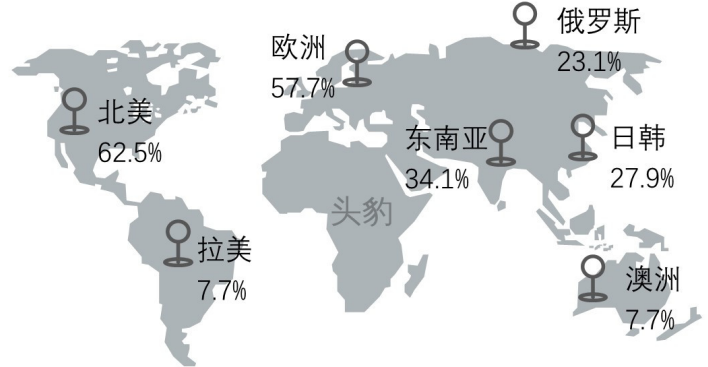 俄罗斯
23.1%
欧洲
57.7%
北美
62.5%
东南亚
34.1%
日韩
27.9%
头豹
拉美
7.7%
澳洲
7.7%